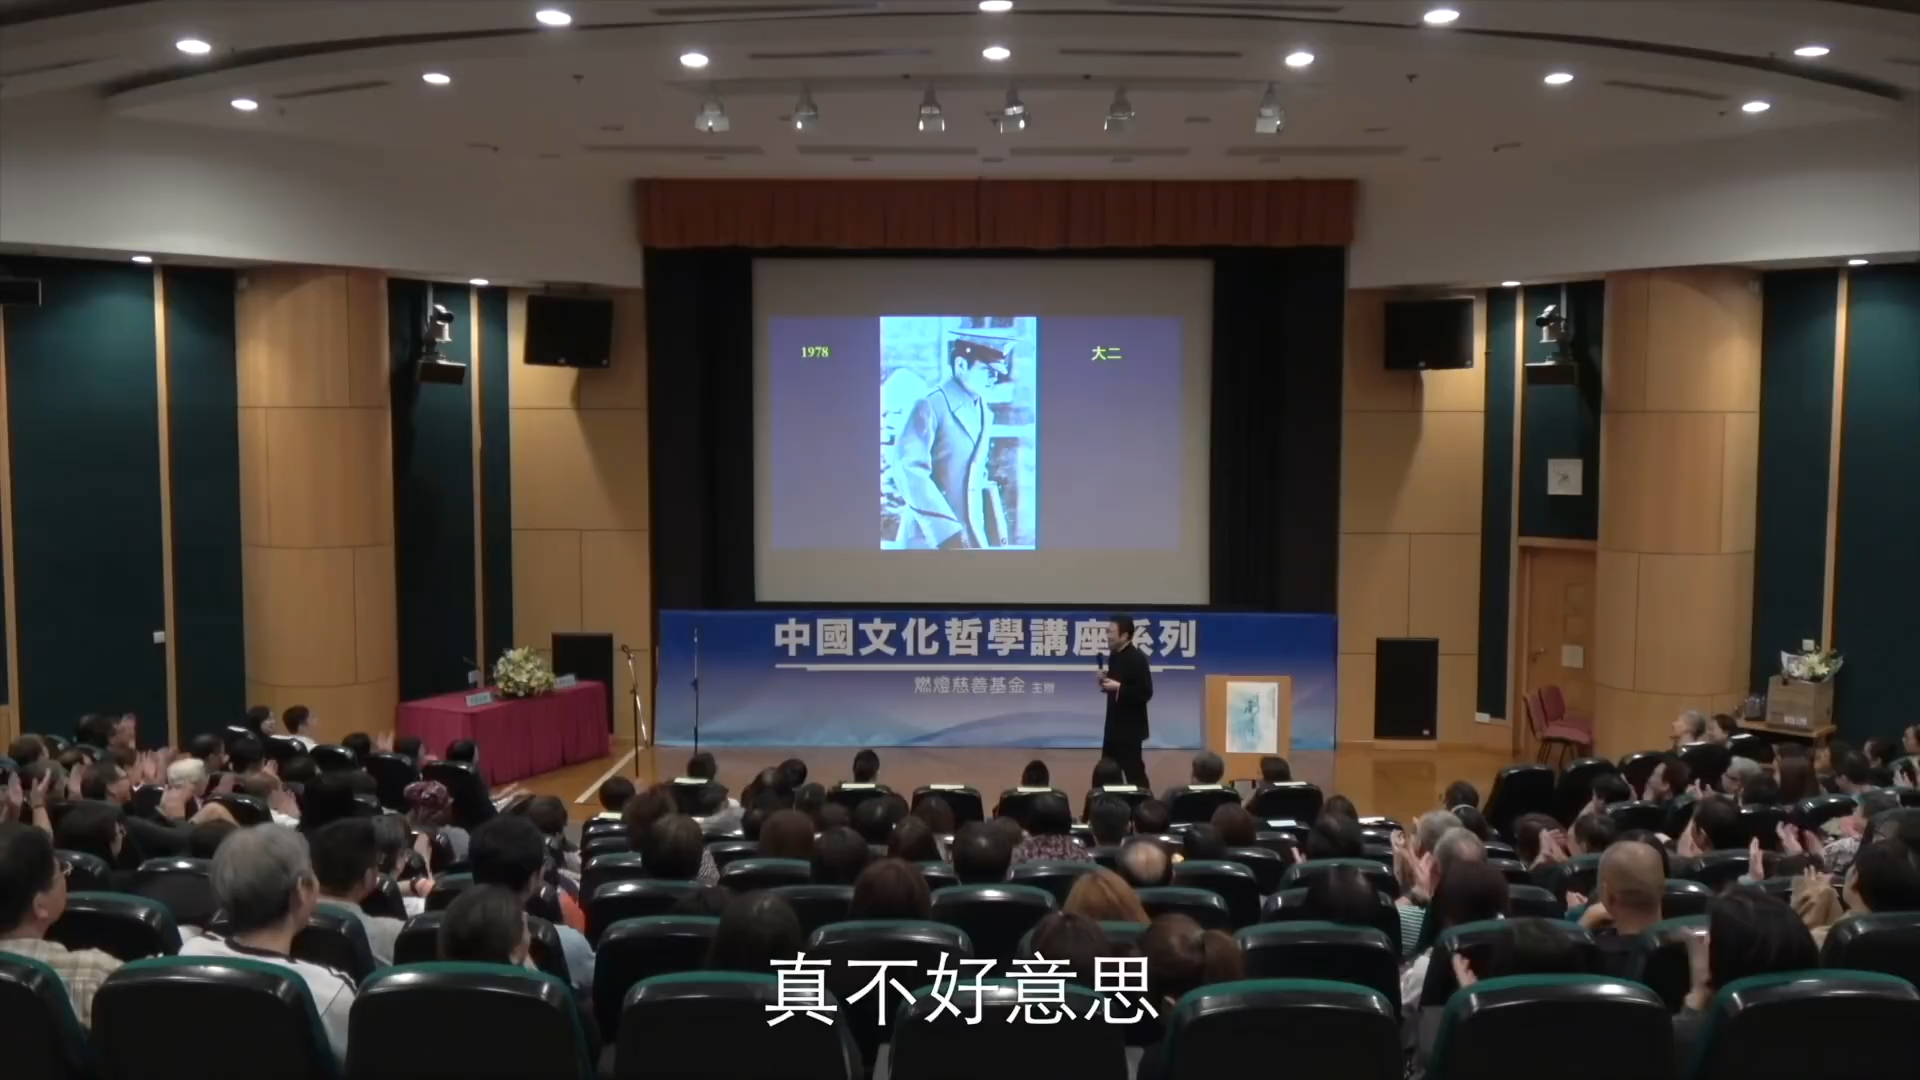 1978
大二
中國文化哲學講座系列
燃燈慈善基金 主辦
真不好意思